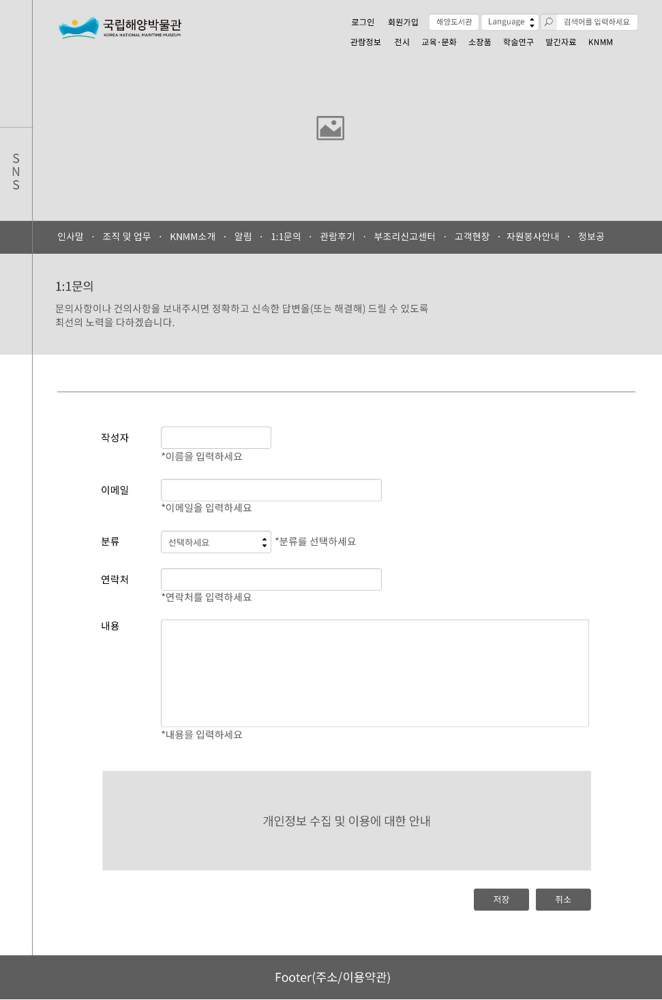 국립해양박물관
KOREA NATIONAL MARITIME MUSEUM
로그인 회원가입 해양도서관 Language 검색어를 입력하세요
관람정보 전시 교육·문화 소장품 학술연구 발간자료 KNMM
S
N
S
인사말 · 조직 및 업무 · KNMM소개 · 알림 · 1:1문의 · 관람후기 · 부조리신고센터 · 고객현장 · 자원봉사안내 · 정보공
1:1문의
문의사항이나 건의사항을 보내주시면 정확하고 신속한 답변을(또는 해결해) 드릴 수 있도록
최선의 노력을 다하겠습니다.
작성자
*이름을 입력하세요
이메일
*이메일을 입력하세요
분류 선택하세요 *분류를 선택하세요
연락처
*연락처를 입력하세요
내용
*내용을 입력하세요
개인정보 수집 및 이용에 대한 안내
저장 취소
Footer(주소/이용약관)